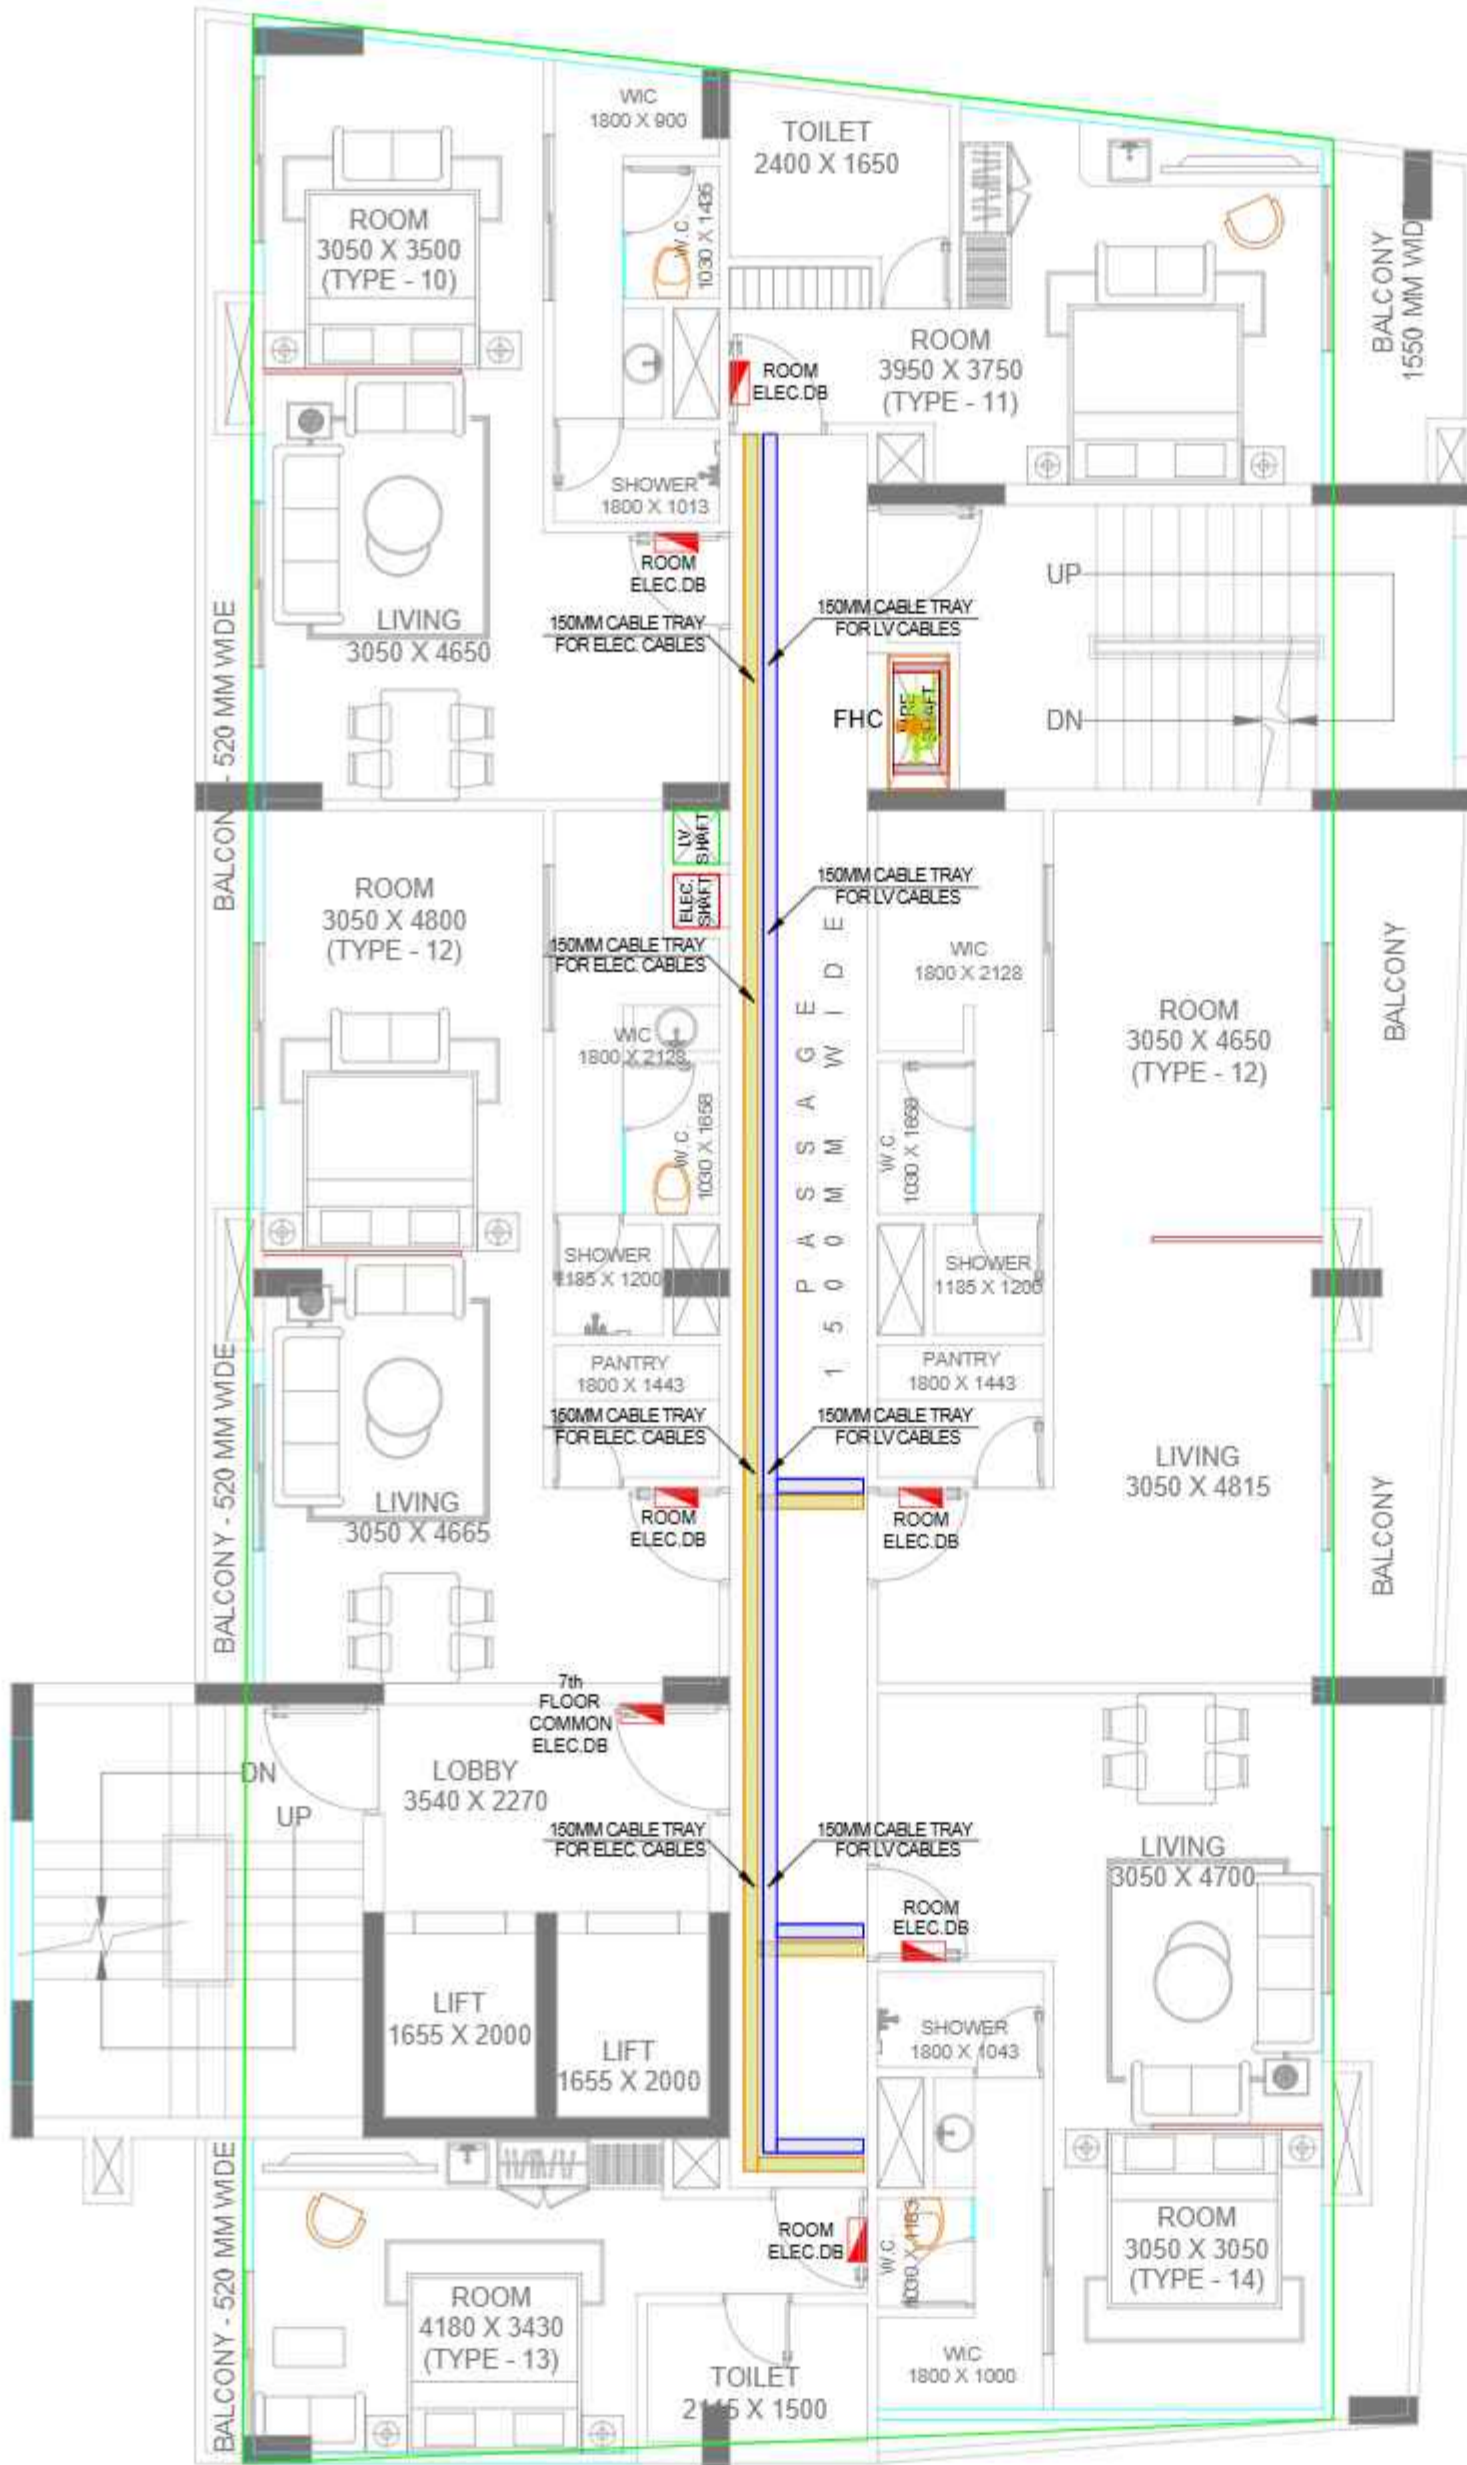 WIC
1800 X 900
TOILET
2400 X 1650
W.C.
1030 X 1435
ROOM
3050 X 3500
(TYPE - 10)
BALCONY
1550 MM WID
ROOM
3950 X 3750
(TYPE - 11)
ROOM
ELEC.DB
SHOWER
1800 X 1013
ROOM
ELEC.DB
UP
150MM CABLE TRAY
FOR ELEC. CABLES
150MM CABLE TRAY
FOR LV CABLES
LIVING
3050 X 4650
BALCONY - 520 MM WIDE
FHC
FIRE
SHAFT
DN
LV
SHAFT
ELEC.
SHAFT
ROOM
3050 X 4800
(TYPE - 12)
150MM CABLE TRAY
FOR LV CABLES
150MM CABLE TRAY
FOR ELEC. CABLES
WIC
1800 X 2128
BALCONY
ROOM
3050 X 4650
(TYPE - 12)
WIC
1800 X 2128
PASSAGE
1500MM WIDE
W.C.
1030 X 1658
W.C.
1030 X 1658
SHOWER
1185 X 1200
SHOWER
1185 X 1200
PANTRY
1800 X 1443
PANTRY
1800 X 1443
150MM CABLE TRAY
FOR ELEC. CABLES
150MM CABLE TRAY
FOR LV CABLES
BALCONY - 520 MM WIDE
LIVING
3050 X 4665
ROOM
ELEC.DB
ROOM
ELEC.DB
LIVING
3050 X 4815
BALCONY
7th
FLOOR
COMMON
ELEC.DB
DN
UP
LOBBY
3540 X 2270
150MM CABLE TRAY
FOR ELEC. CABLES
150MM CABLE TRAY
FOR LV CABLES
LIVING
3050 X 4700
ROOM
ELEC.DB
LIFT
1655 X 2000
LIFT
1655 X 2000
SHOWER
1800 X 1043
BALCONY - 520 MM WIDE
ROOM
ELEC.DB
W.C.
1030 X 1183
ROOM
3050 X 3050
(TYPE - 14)
ROOM
4180 X 3430
(TYPE - 13)
TOILET
2115 X 1500
WIC
1800 X 1000